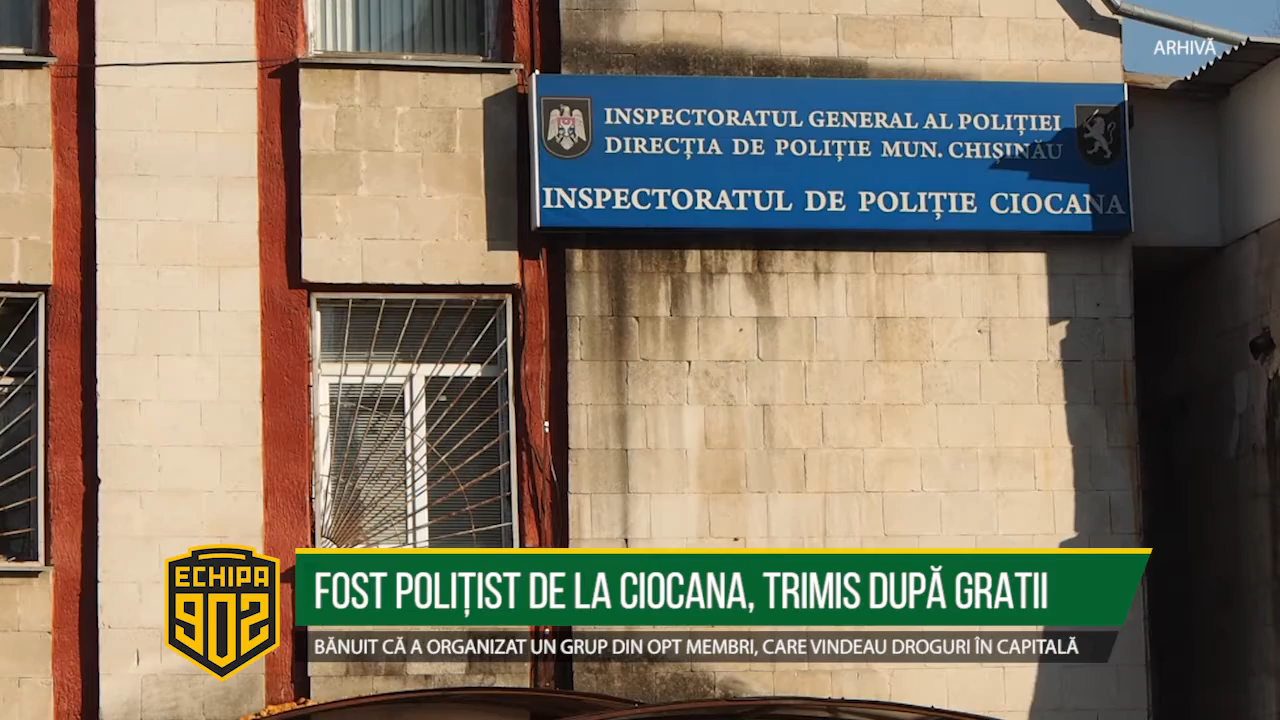 ARHIVĂ
INSPECTORATUL GENERAL AL POLIȚIEI
DIRECȚIA DE POLIȚIE MUN. CHIȘINĂU
INSPECTORATUL DE POLIȚIE CIOCANA
ECHIPA
902
FOST POLIȚIST DE LA CIOCANA, TRIMIS DUPĂ GRATII
BĂNUIT CĂ A ORGANIZAT UN GRUP DIN OPT MEMBRI, CARE VINDEAU DROGURI ÎN CAPITALĂ